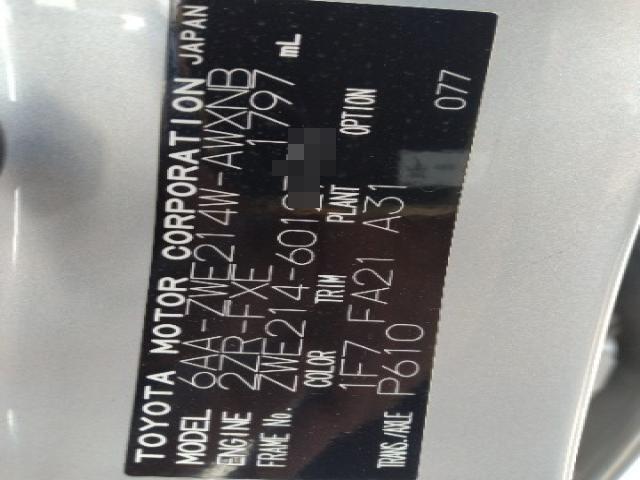 TOYOTA MOTOR CORPORATION JAPAN
MODEL 6AA-ZWE214W-AWXNB
ENGINE 2ZR-FXE 1797 mL
FRAME No. ZWE214-6012
COLOR TRIM PLANT OPTION
1F7 FA21 A31
TRANS./AXLE P610 077